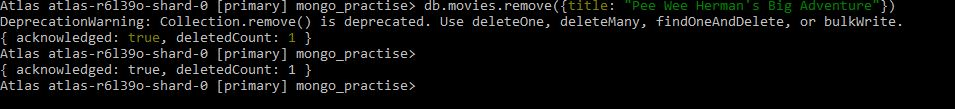 Atlas atlas-r6l39o-shard-0 [primary] mongo_practise> db.movies.remove({title: "Pee Wee Herman's Big Adventure"})
DeprecationWarning: Collection.remove() is deprecated. Use deleteOne, deleteMany, findOneAndDelete, or bulkWrite.
{ acknowledged: true, deletedCount: 1 }
Atlas atlas-r6l39o-shard-0 [primary] mongo_practise>
{ acknowledged: true, deletedCount: 1 }
Atlas atlas-r6l39o-shard-0 [primary] mongo_practise>